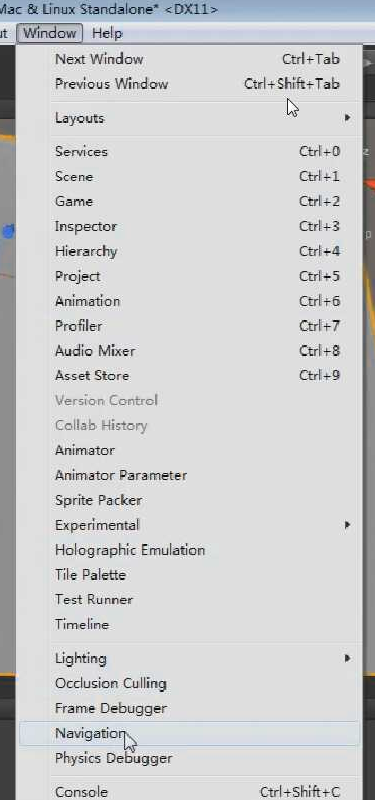 Mac & Linux Standalone* <DX11>
ut Window Help
Next Window Ctrl+Tab
Previous Window Ctrl+Shift+Tab
Layouts
Services Ctrl+0
Scene Ctrl+1
Game Ctrl+2
Inspector Ctrl+3
Hierarchy Ctrl+4
Project Ctrl+5
Animation Ctrl+6
Profiler Ctrl+7
Audio Mixer Ctrl+8
Asset Store Ctrl+9
Version Control
Collab History
Animator
Animator Parameter
Sprite Packer
Experimental
Holographic Emulation
Tile Palette
Test Runner
Timeline
Lighting
Occlusion Culling
Frame Debugger
Navigation
Physics Debugger
Console Ctrl+Shift+C